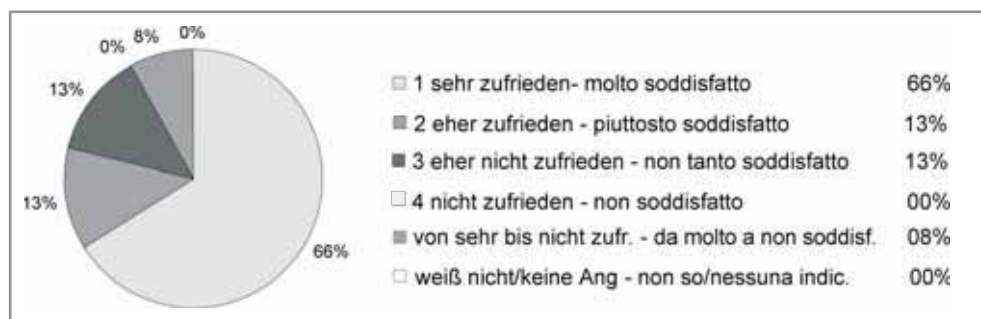 0%
8%
0%
13%
13%
66%
1 sehr zufrieden- molto soddisfatto 66%
2 eher zufrieden - piuttosto soddisfatto 13%
3 eher nicht zufrieden - non tanto soddisfatto 13%
4 nicht zufrieden - non soddisfatto 00%
von sehr bis nicht zufr. - da molto a non soddisf. 08%
weiß nicht/keine Ang - non so/nessuna indic. 00%